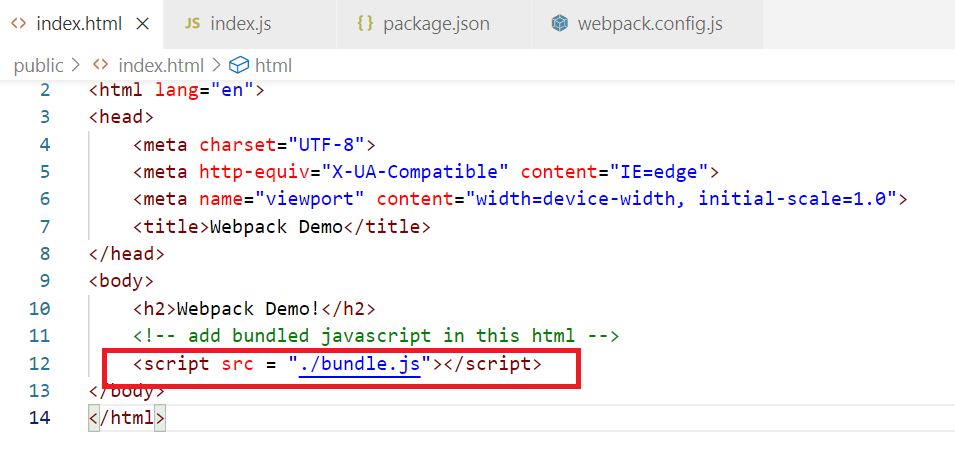 <> index.html × JS index.js {} package.json webpack.config.js
public > <> index.html > html
2 <html lang="en">
3 <head>
4 <meta charset="UTF-8">
5 <meta http-equiv="X-UA-Compatible" content="IE=edge">
6 <meta name="viewport" content="width=device-width, initial-scale=1.0">
7 <title>Webpack Demo</title>
8 </head>
9 <body>
10 <h2>Webpack Demo!</h2>
11 <!-- add bundled javascript in this html -->
12 <script src = "./bundle.js"></script>
13 </body>
14 </html>